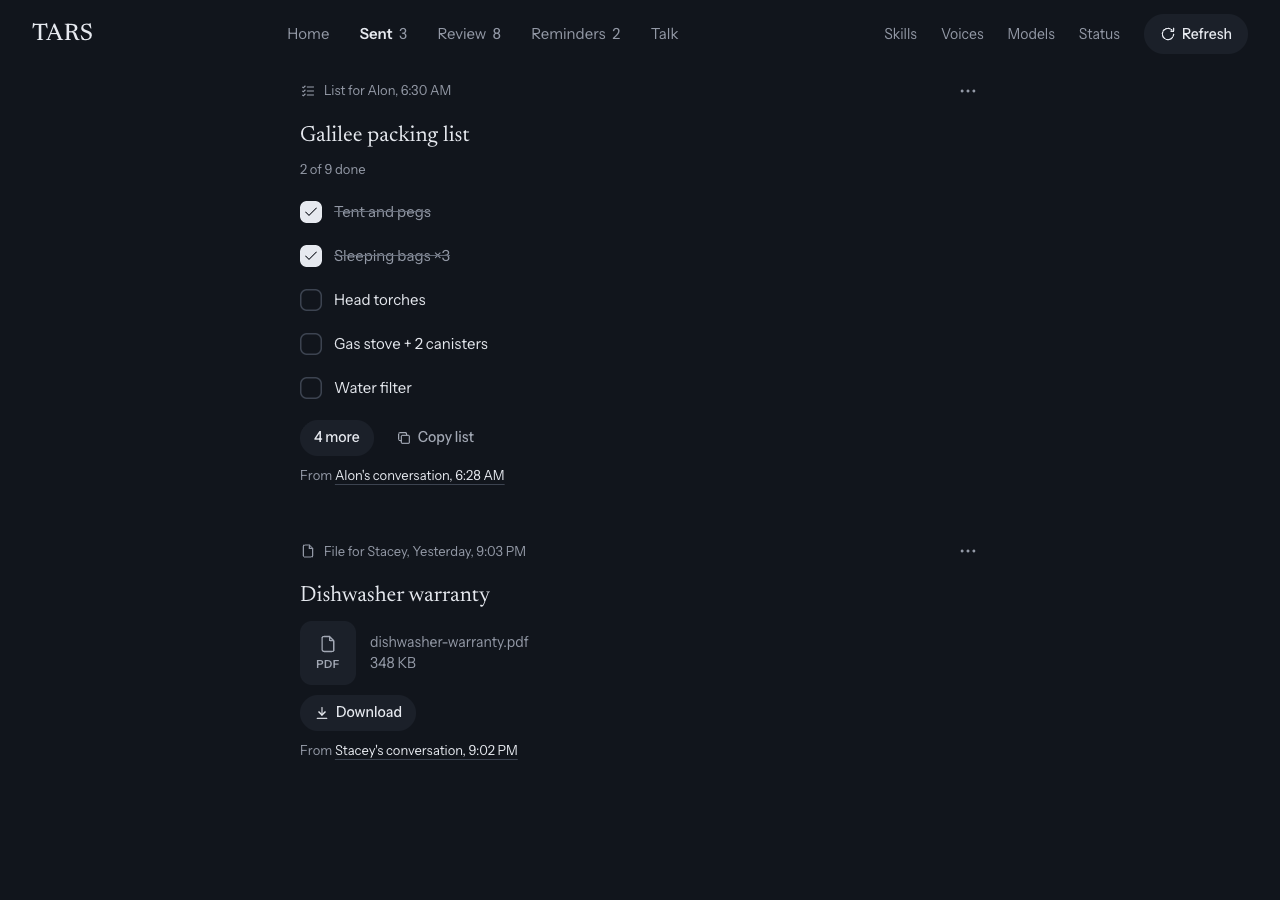 TARS
Home Sent 3 Review 8 Reminders 2 Talk
Skills Voices Models Status Refresh
List for Alon, 6:30 AM
Galilee packing list
2 of 9 done
Tent and pegs
Sleeping bags ×3
Head torches
Gas stove + 2 canisters
Water filter
4 more Copy list
From Alon's conversation, 6:28 AM
File for Stacey, Yesterday, 9:03 PM
Dishwasher warranty
PDF
dishwasher-warranty.pdf
348 KB
Download
From Stacey's conversation, 9:02 PM